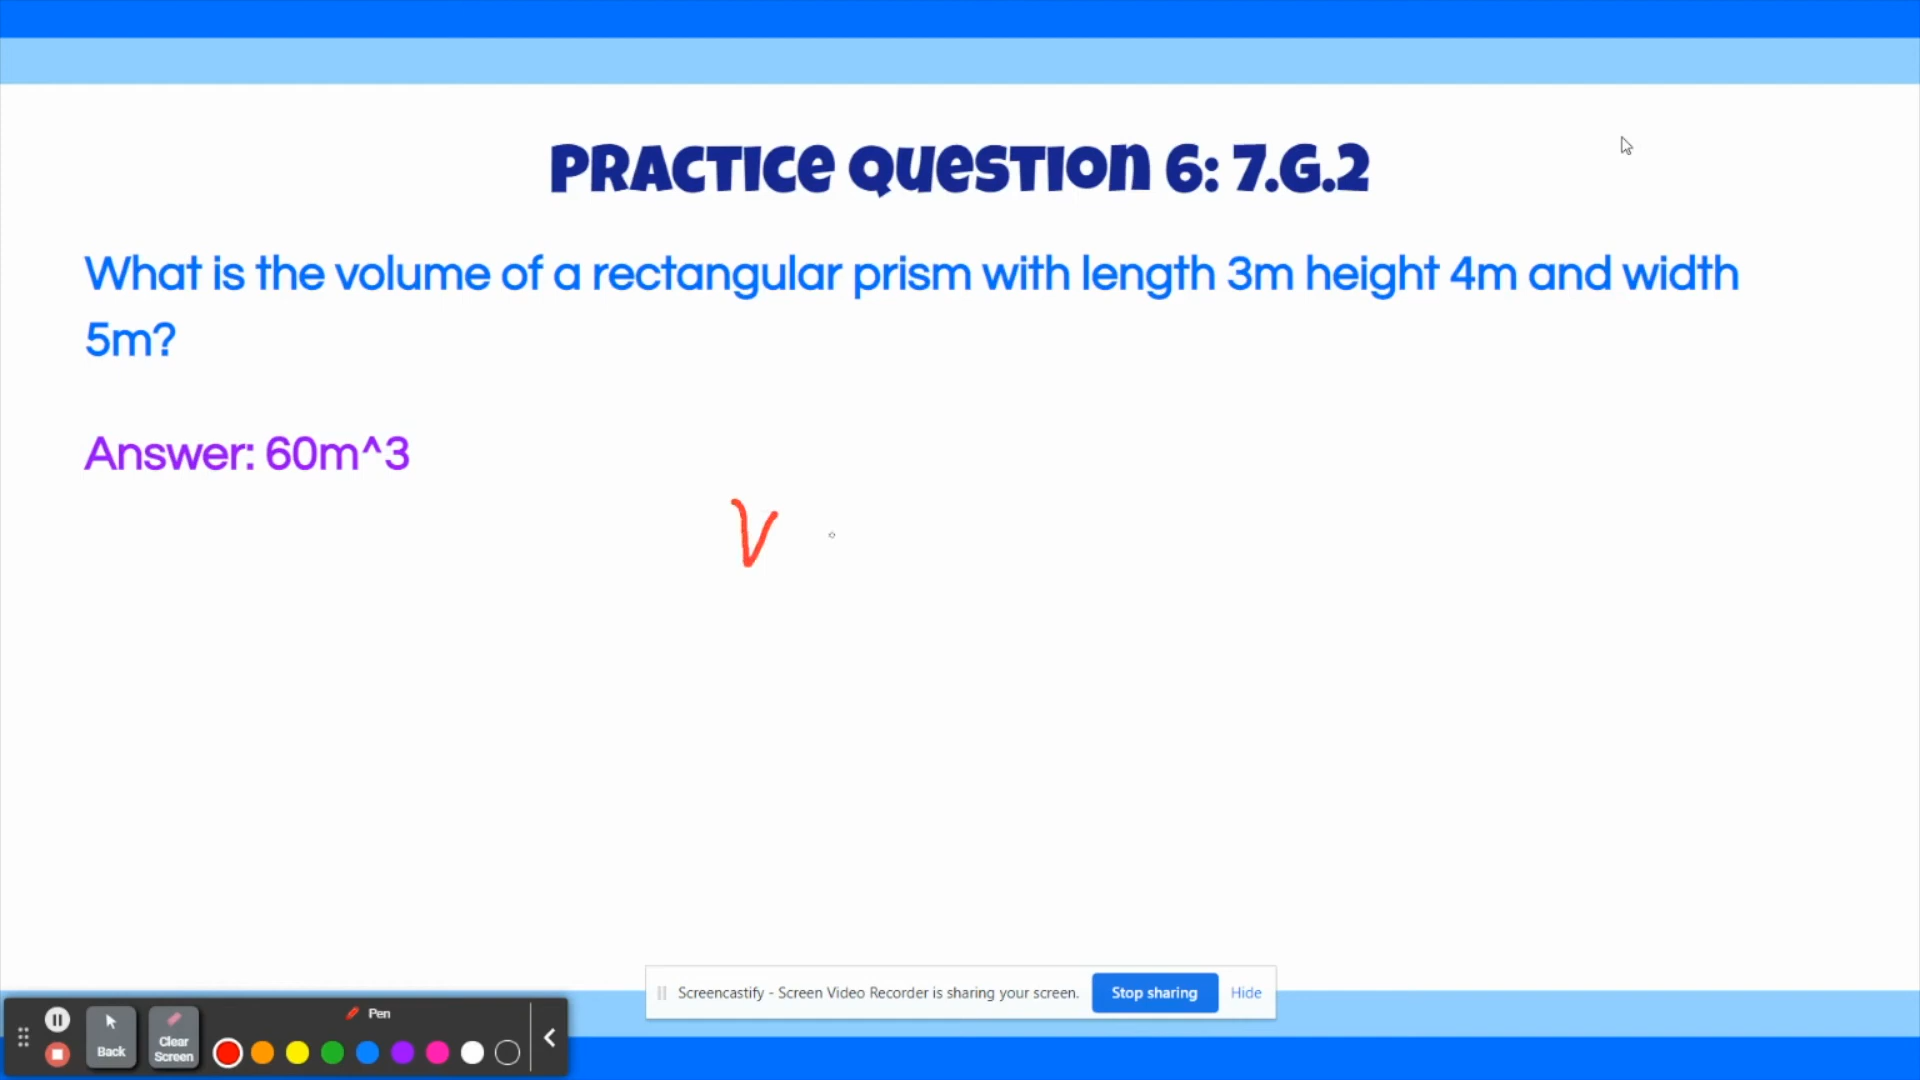 PRACTICE QUESTION 6: 7.G.2
What is the volume of a rectangular prism with length 3m height 4m and width
5m?
Answer: 60m^3
V
Screencastify - Screen Video Recorder is sharing your screen.
Stop sharing
Hide
Pen
Back
Clear
Screen